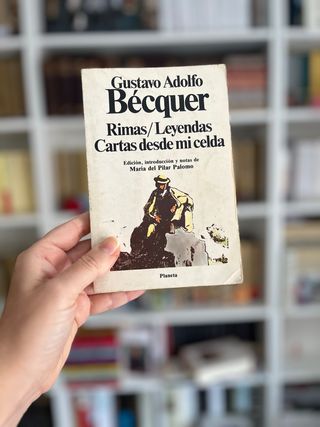 Gustavo Adolfo
Bécquer
Rimas/Leyendas
Cartas desde mi celda
Edición, introducción y notas de
María del Pilar Palomo
Planeta